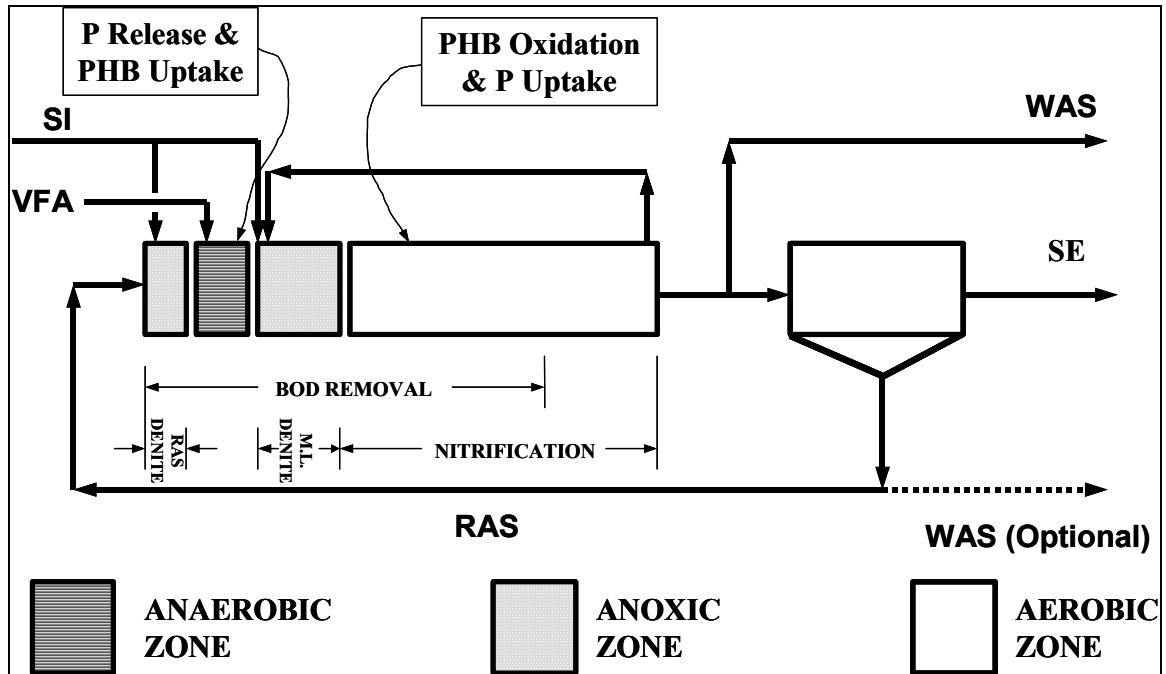 P Release &
PHB Uptake
PHB Oxidation
& P Uptake
SI
WAS
VFA
SE
BOD REMOVAL
RAS
DENITE
M.L.
DENITE
NITRIFICATION
RAS
WAS (Optional)
ANAEROBIC
ZONE
ANOXIC
ZONE
AEROBIC
ZONE